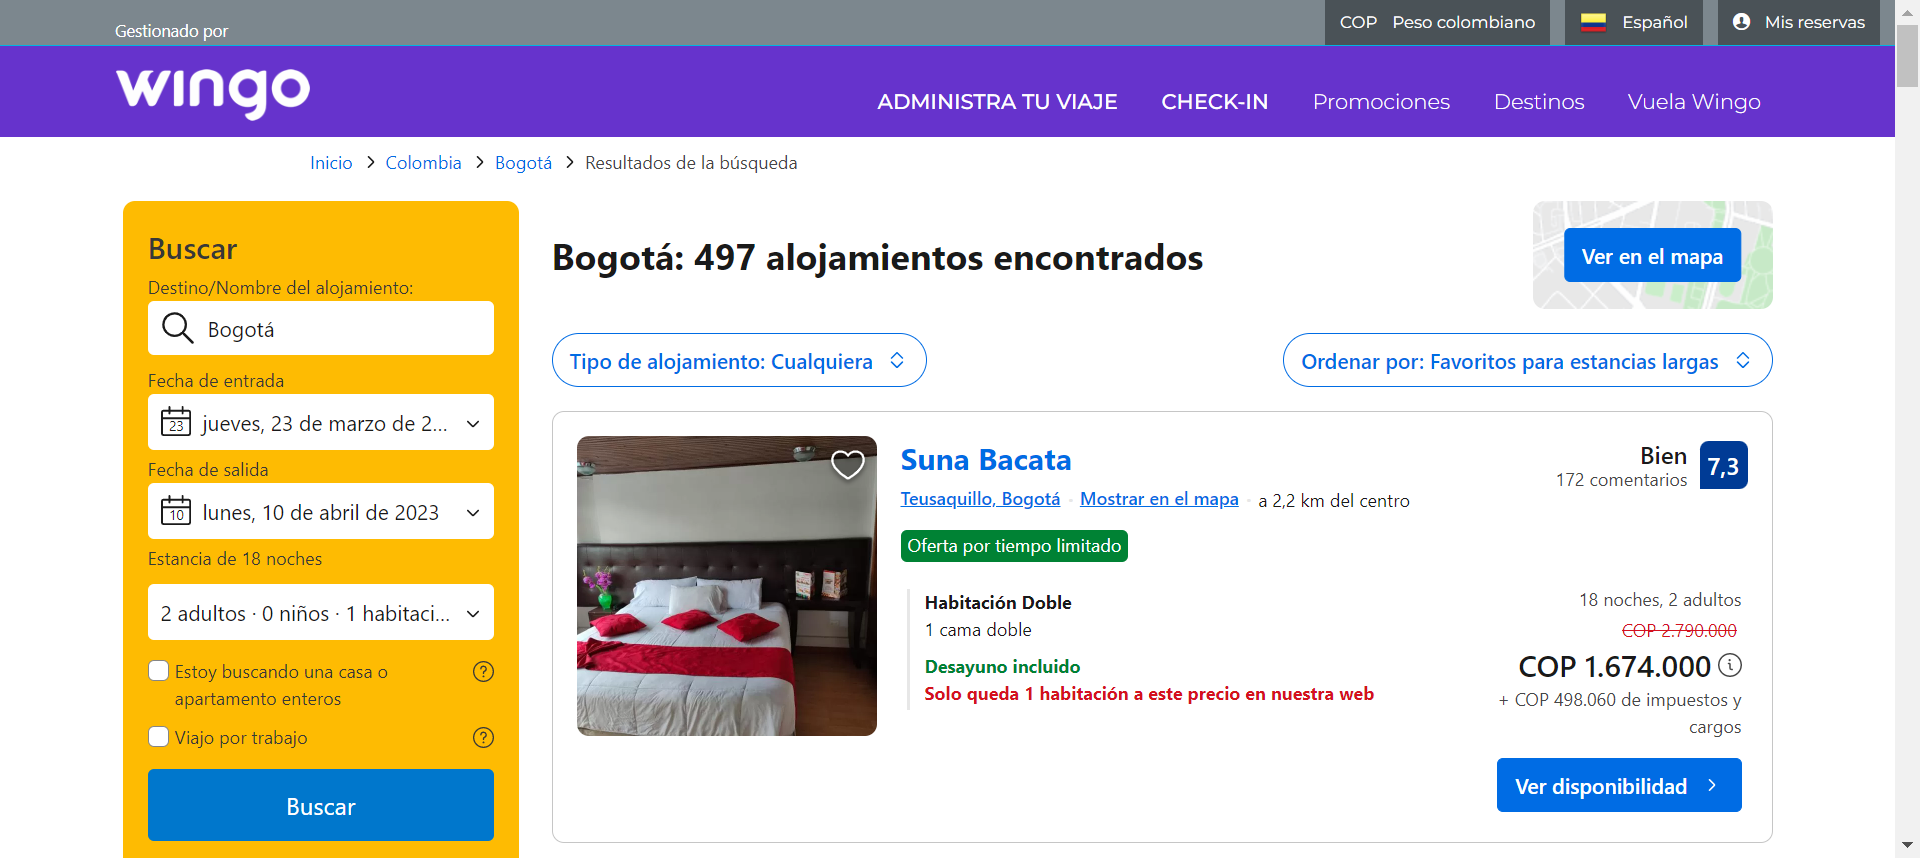 Gestionado por
COP Peso colombiano
Español
Mis reservas
wingo
ADMINISTRA TU VIAJE
CHECK-IN
Promociones
Destinos
Vuela Wingo
Inicio > Colombia > Bogotá > Resultados de la búsqueda
Buscar
Destino/Nombre del alojamiento:
Bogotá
Fecha de entrada
23
jueves, 23 de marzo de 2...
Fecha de salida
10
lunes, 10 de abril de 2023
Estancia de 18 noches
2 adultos · 0 niños · 1 habitaci...
Estoy buscando una casa o
apartamento enteros
Viajo por trabajo
Buscar
Bogotá: 497 alojamientos encontrados
Ver en el mapa
Tipo de alojamiento: Cualquiera
Ordenar por: Favoritos para estancias largas
Suna Bacata
Teusaquillo, Bogotá · Mostrar en el mapa · a 2,2 km del centro
Oferta por tiempo limitado
Bien
172 comentarios
7,3
Habitación Doble
1 cama doble
Desayuno incluido
Solo queda 1 habitación a este precio en nuestra web
18 noches, 2 adultos
COP 2.790.000
COP 1.674.000
+ COP 498.060 de impuestos y
cargos
Ver disponibilidad